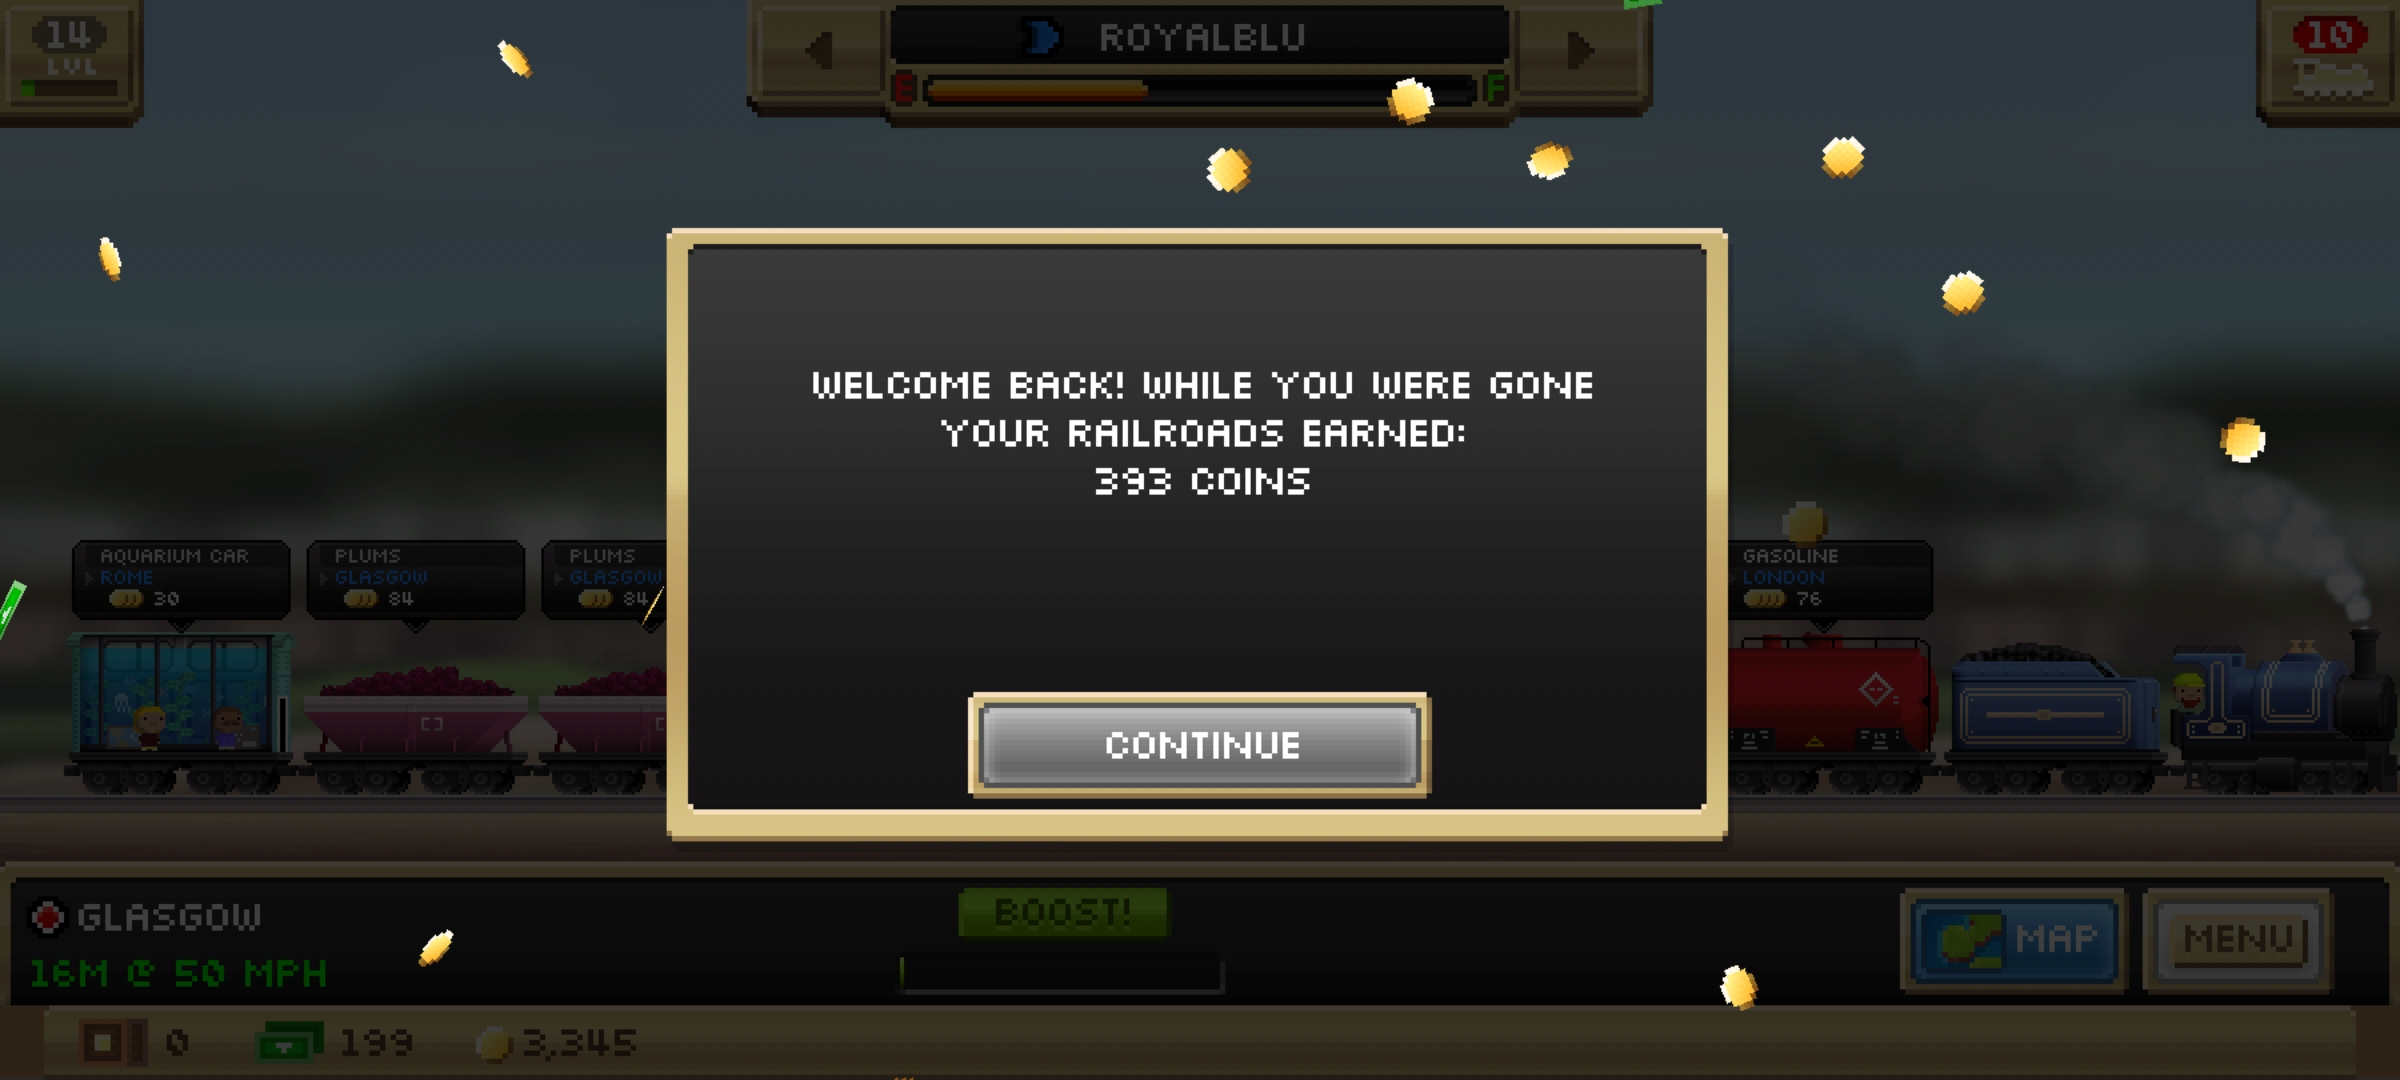 14
LVL
ROYALBLU
E
F
10
WELCOME BACK! WHILE YOU WERE GONE
YOUR RAILROADS EARNED:
393 COINS
CONTINUE
AQUARIUM CAR
ROME
30
PLUMS
GLASGOW
84
PLUMS
GLASGOW
84
GASOLINE
LONDON
76
GLASGOW
16M @ 50 MPH
BOOST!
MAP
MENU
0
199
3,345